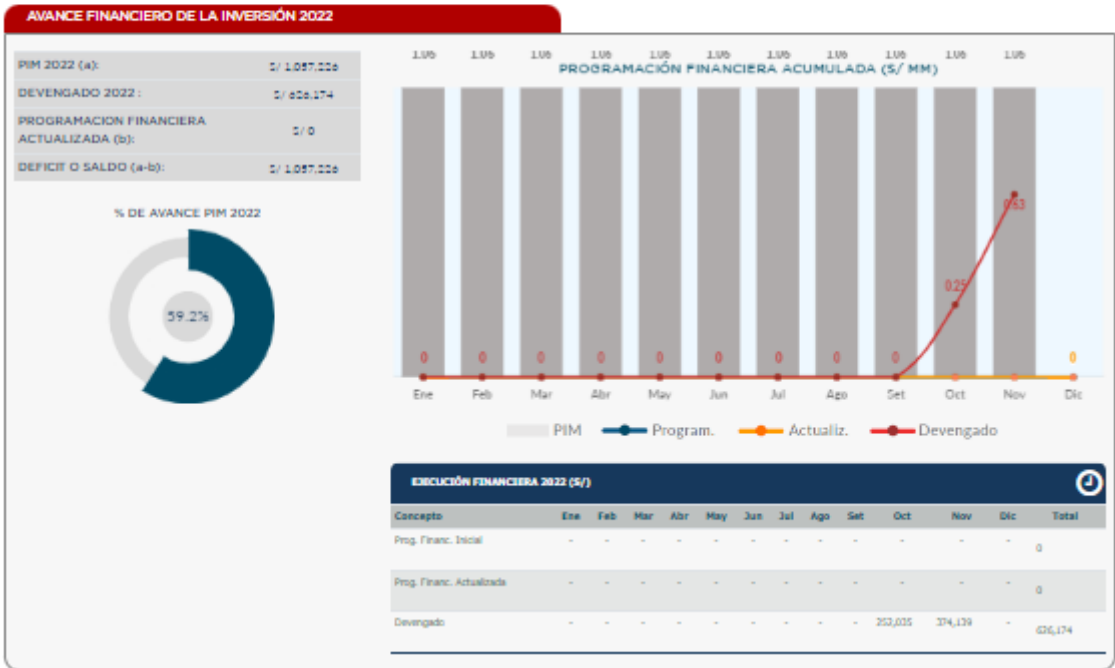 AVANCE FINANCIERO DE LA INVERSIÓN 2022
PIM 2022 (a): S/ 1,057,226
DEVENGADO 2022 : S/ 626,174
PROGRAMACION FINANCIERA
ACTUALIZADA (b): S/ 0
DEFICIT O SALDO (a-b): S/ 1,057,226
% DE AVANCE PIM 2022
59.2%
1.06 1.06 1.06 1.06 1.06 1.06 1.06 1.06 1.06 1.06 1.06
PROGRAMACIÓN FINANCIERA ACUMULADA (S/ MM)
0.63
0.25
0 0 0 0 0 0 0 0 0 0
Ene Feb Mar Abr May Jun Jul Ago Set Oct Nov Dic
PIM Program. Actualiz. Devengado
EJECUCIÓN FINANCIERA 2022 (S/)
Concepto Ene Feb Mar Abr May Jun Jul Ago Set Oct Nov Dic Total
Prog. Financ. Inicial - - - - - - - - - - - - 0
Prog. Financ. Actualizada - - - - - - - - - - - - 0
Devengado - - - - - - - - - 252,035 374,139 - 626,174